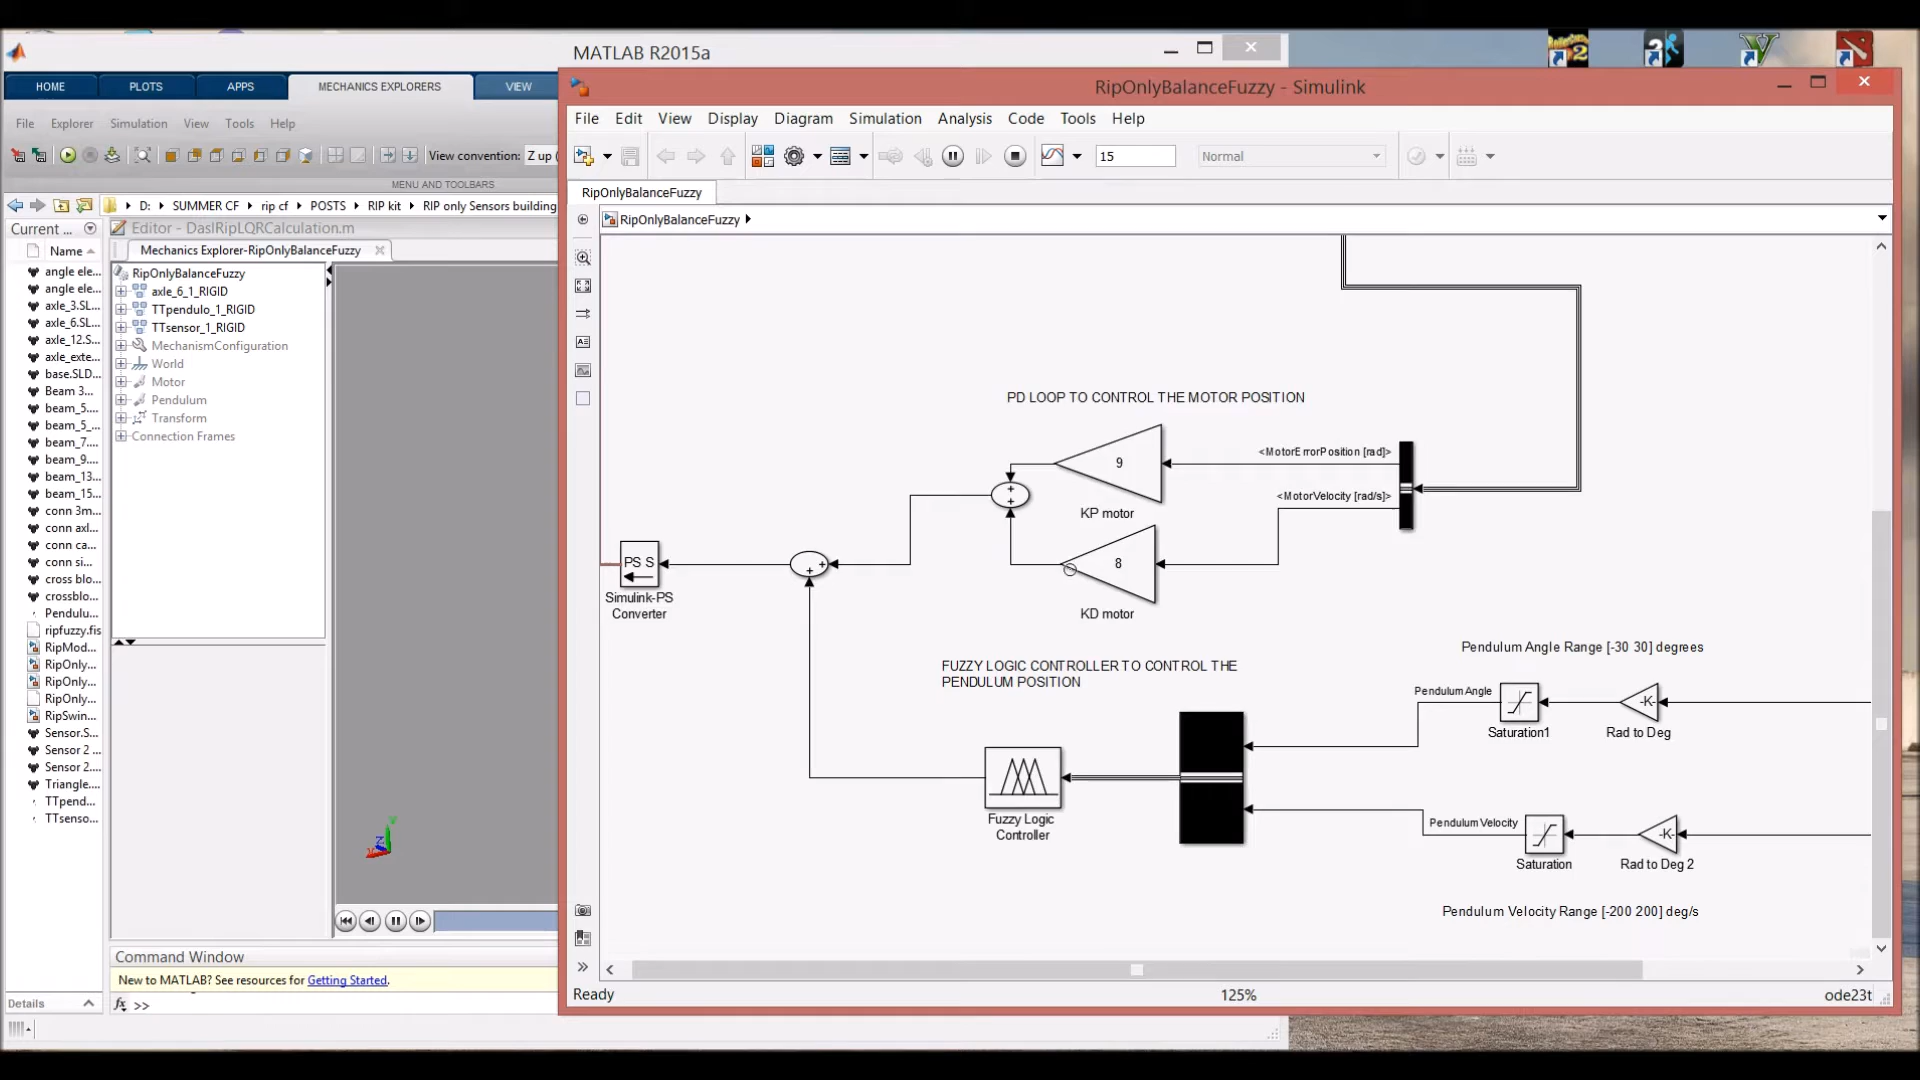 MATLAB R2015a
HOME
PLOTS
APPS
MECHANICS EXPLORERS
VIEW
File Explorer Simulation View Tools Help
View convention: Z up (
MENU AND TOOLBARS
D: SUMMER CF rip cf POSTS RIP kit RIP only Sensors building
Current ...
Name
angle ele...
angle ele...
axle_3.SL...
axle_6.SL...
axle_12.S...
axle_exte...
base.SLD...
Beam 3...
beam_5....
beam_5_...
beam_7....
beam_9....
beam_13...
beam_15...
conn 3m...
conn axl...
conn ca...
conn si...
cross blo...
crossblo...
Pendulu...
ripfuzzy.fis
RipMod...
RipOnly...
RipOnly...
RipOnly...
RipSwin...
Sensor.S...
Sensor 2 ...
Sensor 2....
Triangle....
TTpend...
TTsenso...
Details
Editor - DaslRipLQRCalculation.m
Mechanics Explorer-RipOnlyBalanceFuzzy
RipOnlyBalanceFuzzy
axle_6_1_RIGID
TTpendulo_1_RIGID
TTsensor_1_RIGID
MechanismConfiguration
World
Motor
Pendulum
Transform
Connection Frames
Command Window
New to MATLAB? See resources for Getting Started.
fx >>
RipOnlyBalanceFuzzy - Simulink
File Edit View Display Diagram Simulation Analysis Code Tools Help
15
Normal
RipOnlyBalanceFuzzy
RipOnlyBalanceFuzzy
PD LOOP TO CONTROL THE MOTOR POSITION
9
KP motor
<MotorErrorPosition [rad]>
<MotorVelocity [rad/s]>
8
KD motor
PS S
Simulink-PS
Converter
FUZZY LOGIC CONTROLLER TO CONTROL THE
PENDULUM POSITION
Fuzzy Logic
Controller
Pendulum Angle Range [-30 30] degrees
Pendulum Angle
Saturation1
-K-
Rad to Deg
Pendulum Velocity
Saturation
-K-
Rad to Deg 2
Pendulum Velocity Range [-200 200] deg/s
Ready
125%
ode23t